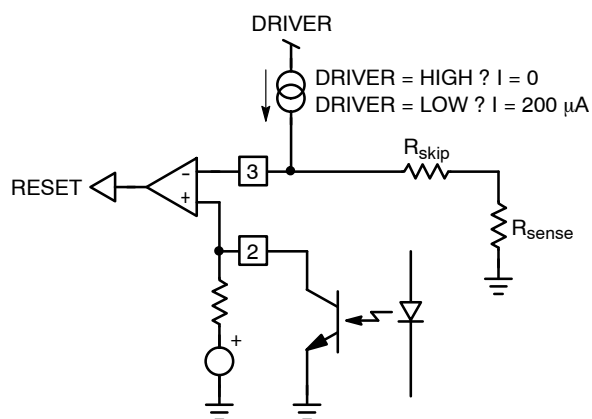 DRIVER
DRIVER = HIGH ? I = 0
DRIVER = LOW ? I = 200 µA
Rskip
3
-
RESET
+
Rsense
2
+